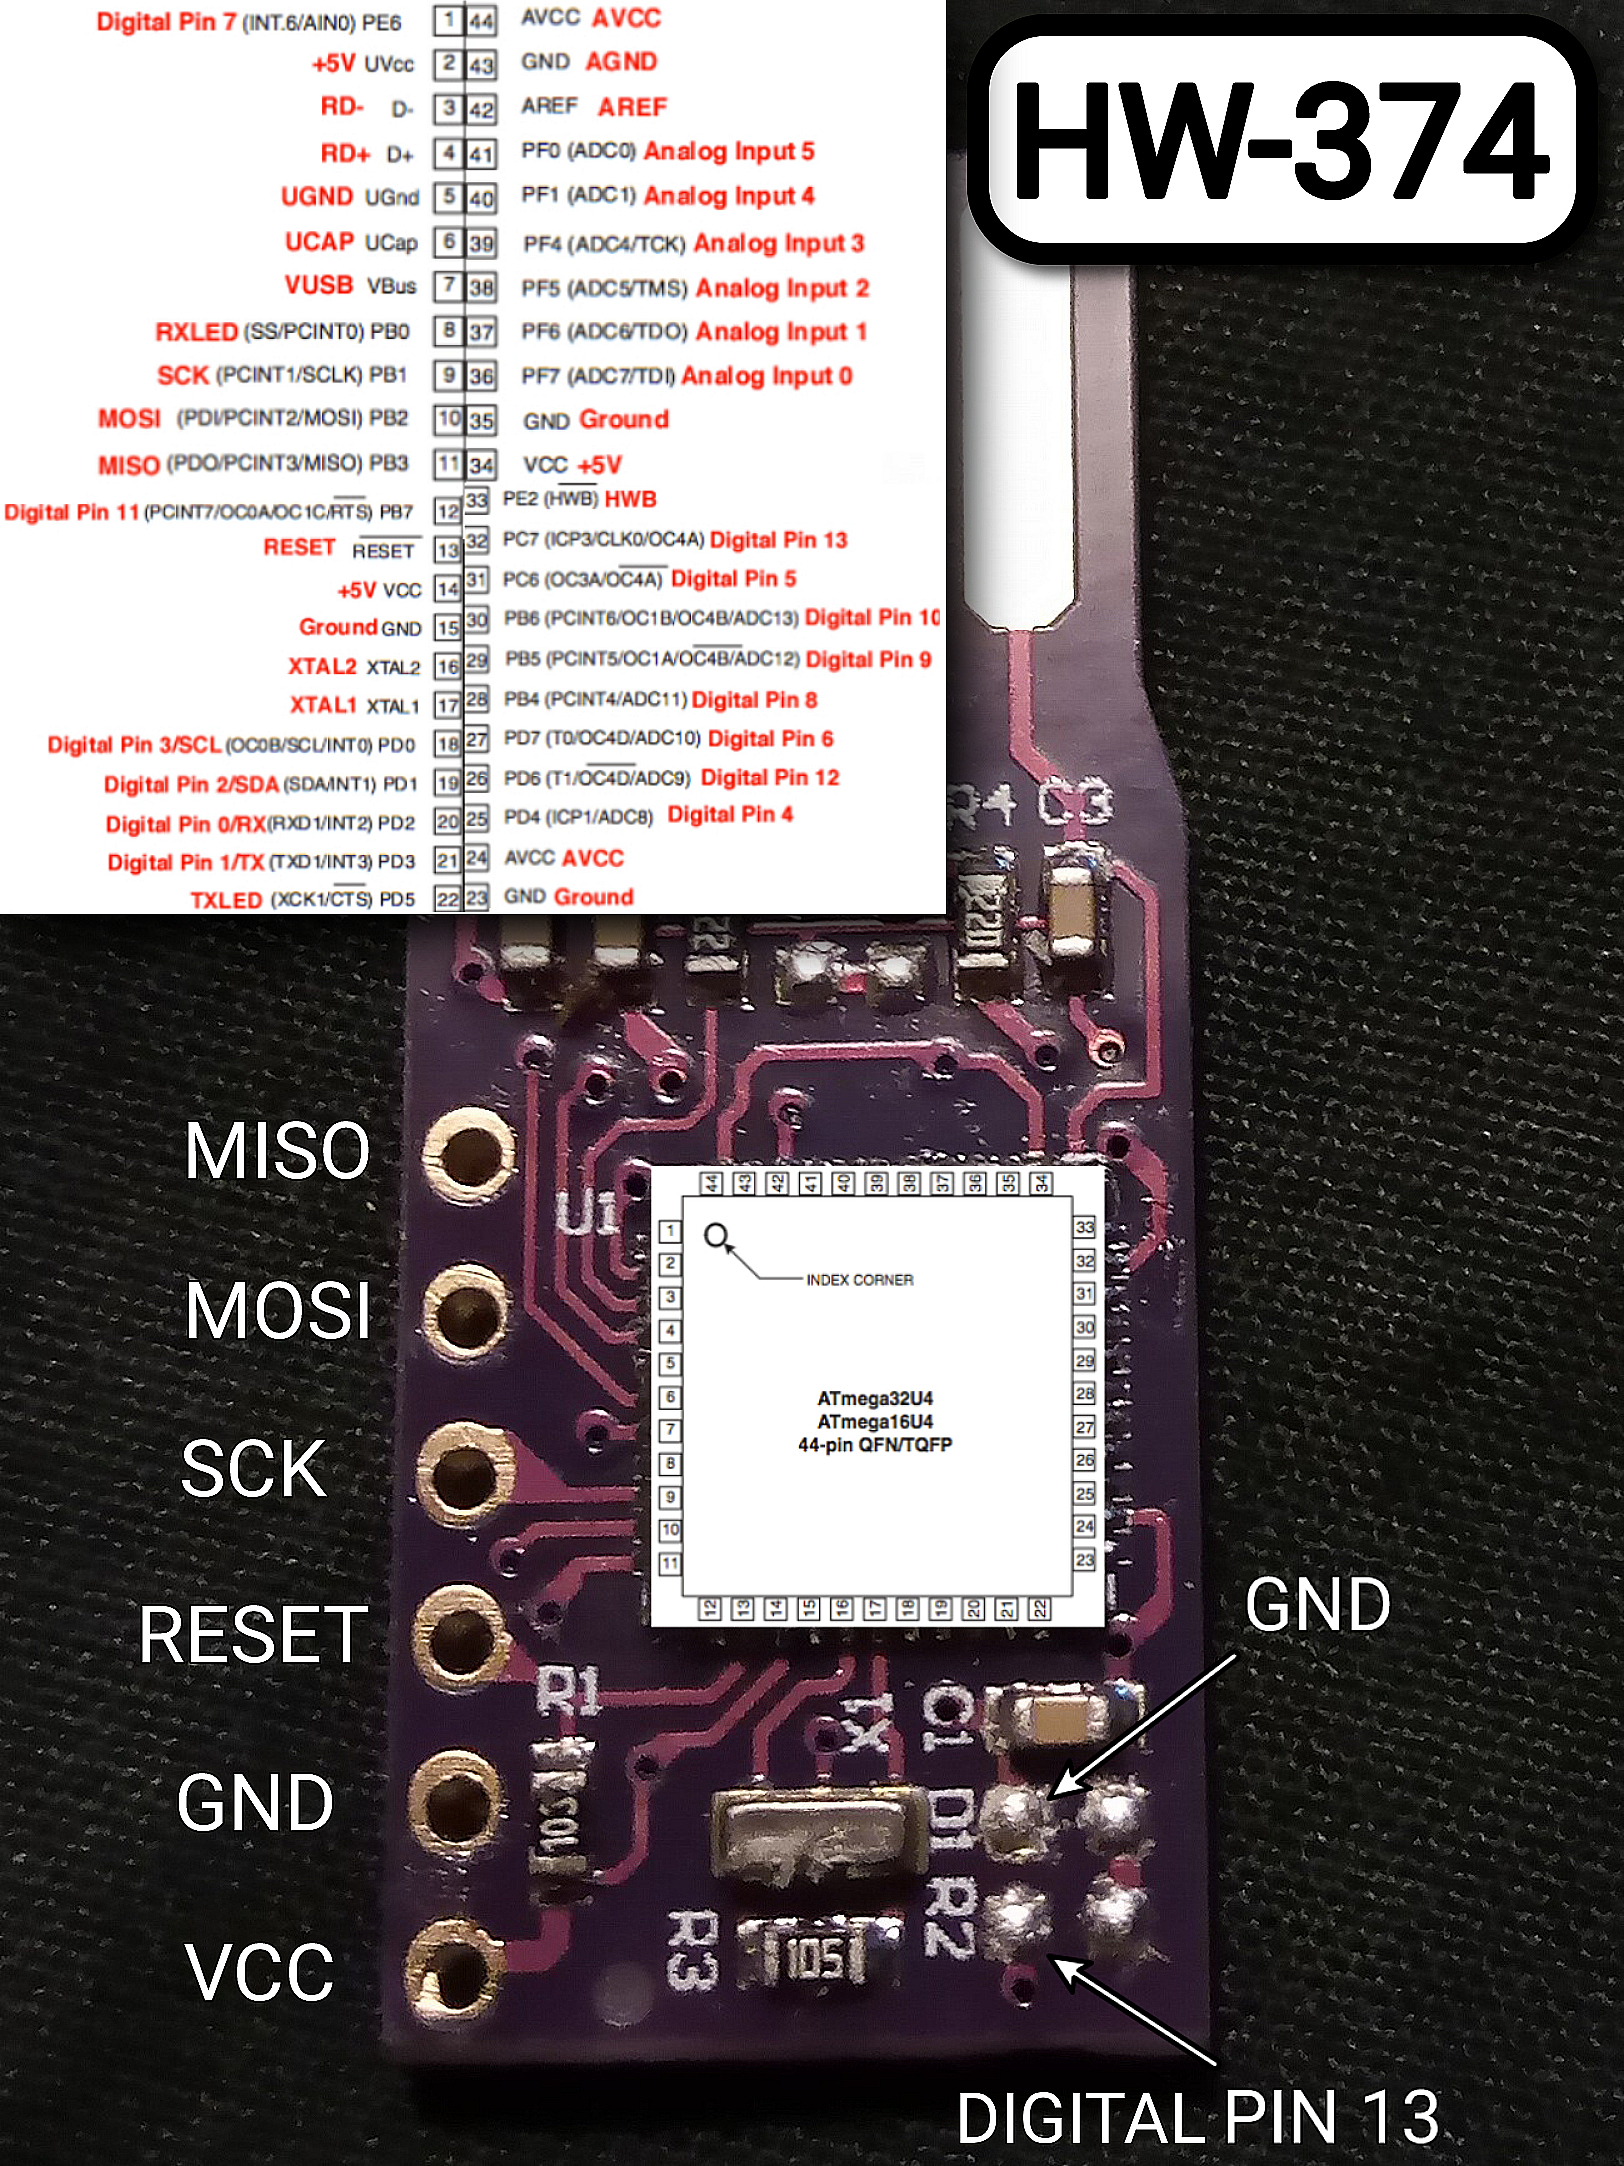 HW-374
Digital Pin 7 (INT.6/AIN0) PE6 1 44 AVCC AVCC
+5V UVcc 2 43 GND AGND
RD- D- 3 42 AREF AREF
RD+ D+ 4 41 PF0 (ADC0) Analog Input 5
UGND UGnd 5 40 PF1 (ADC1) Analog Input 4
UCAP UCap 6 39 PF4 (ADC4/TCK) Analog Input 3
VUSB VBus 7 38 PF5 (ADC5/TMS) Analog Input 2
RXLED (SS/PCINT0) PB0 8 37 PF6 (ADC6/TDO) Analog Input 1
SCK (PCINT1/SCLK) PB1 9 36 PF7 (ADC7/TDI) Analog Input 0
MOSI (PDI/PCINT2/MOSI) PB2 10 35 GND Ground
MISO (PDO/PCINT3/MISO) PB3 11 34 VCC +5V
Digital Pin 11 (PCINT7/OC0A/OC1C/RTS) PB7 12 33 PE2 (HWB) HWB
RESET RESET 13 32 PC7 (ICP3/CLK0/OC4A) Digital Pin 13
+5V VCC 14 31 PC6 (OC3A/OC4A) Digital Pin 5
Ground GND 15 30 PB6 (PCINT6/OC1B/OC4B/ADC13) Digital Pin 10
XTAL2 XTAL2 16 29 PB5 (PCINT5/OC1A/OC4B/ADC12) Digital Pin 9
XTAL1 XTAL1 17 28 PB4 (PCINT4/ADC11) Digital Pin 8
Digital Pin 3/SCL (OC0B/SCL/INT0) PD0 18 27 PD7 (T0/OC4D/ADC10) Digital Pin 6
Digital Pin 2/SDA (SDA/INT1) PD1 19 26 PD6 (T1/OC4D/ADC9) Digital Pin 12
Digital Pin 0/RX (RXD1/INT2) PD2 20 25 PD4 (ICP1/ADC8) Digital Pin 4
Digital Pin 1/TX (TXD1/INT3) PD3 21 24 AVCC AVCC
TXLED (XCK1/CTS) PD5 22 23 GND Ground
R4 C3
220
MISO
MOSI
SCK
RESET
GND
VCC
U1
44 43 42 41 40 39 38 37 36 35 34
1 2 3 4 5 6 7 8 9 10 11
INDEX CORNER
ATmega32U4
ATmega16U4
44-pin QFN/TQFP
33 32 31 30 29 28 27 26 25 24 23
12 13 14 15 16 17 18 19 20 21 22
GND
R1
TX
C1
103
D1
R2
R3
105
DIGITAL PIN 13